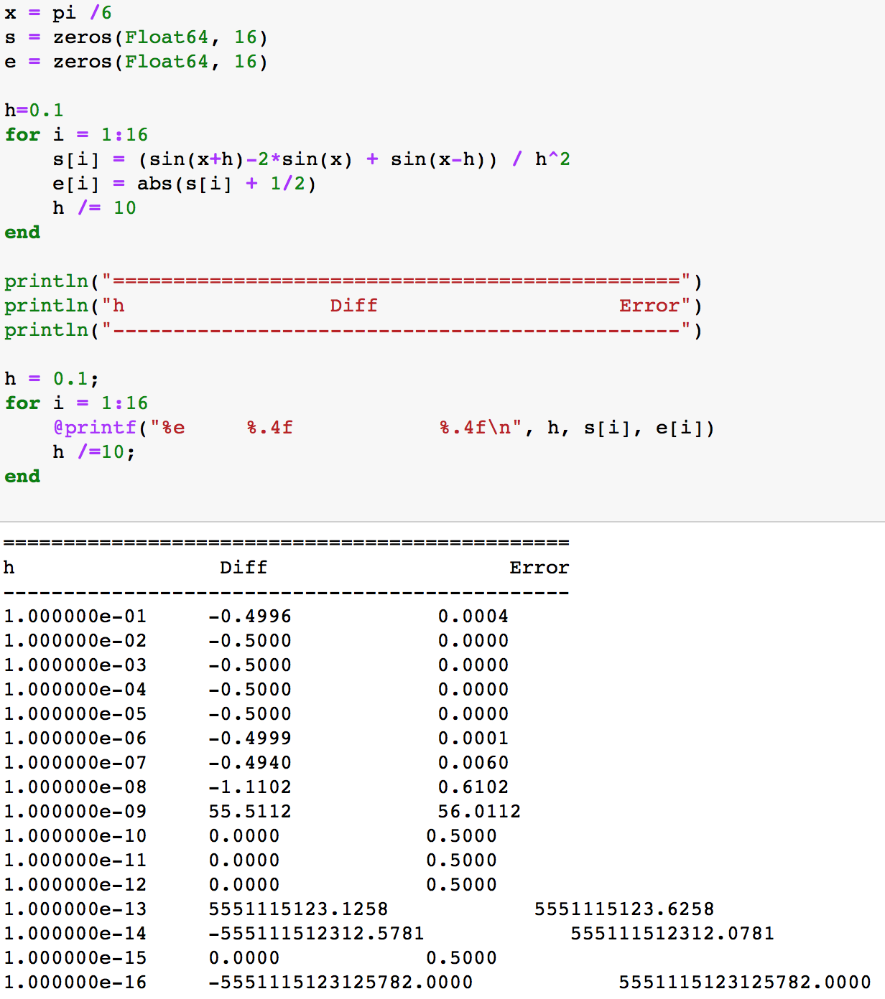 x = pi /6
s = zeros(Float64, 16)
e = zeros(Float64, 16)
h=0.1
for i = 1:16
    s[i] = (sin(x+h)-2*sin(x) + sin(x-h)) / h^2
    e[i] = abs(s[i] + 1/2)
    h /= 10
end
println("===============================================")
println("h                 Diff                    Error")
println("-----------------------------------------------")
h = 0.1;
for i = 1:16
    @printf("%e     %.4f            %.4f\n", h, s[i], e[i])
    h /=10;
end
===============================================
h                 Diff                    Error
-----------------------------------------------
1.000000e-01     -0.4996            0.0004
1.000000e-02     -0.5000            0.0000
1.000000e-03     -0.5000            0.0000
1.000000e-04     -0.5000            0.0000
1.000000e-05     -0.5000            0.0000
1.000000e-06     -0.4999            0.0001
1.000000e-07     -0.4940            0.0060
1.000000e-08     -1.1102            0.6102
1.000000e-09     55.5112            56.0112
1.000000e-10     0.0000            0.5000
1.000000e-11     0.0000            0.5000
1.000000e-12     0.0000            0.5000
1.000000e-13     5551115123.1258            5551115123.6258
1.000000e-14     -555111512312.5781            555111512312.0781
1.000000e-15     0.0000            0.5000
1.000000e-16     -5551115123125782.0000            5551115123125782.0000